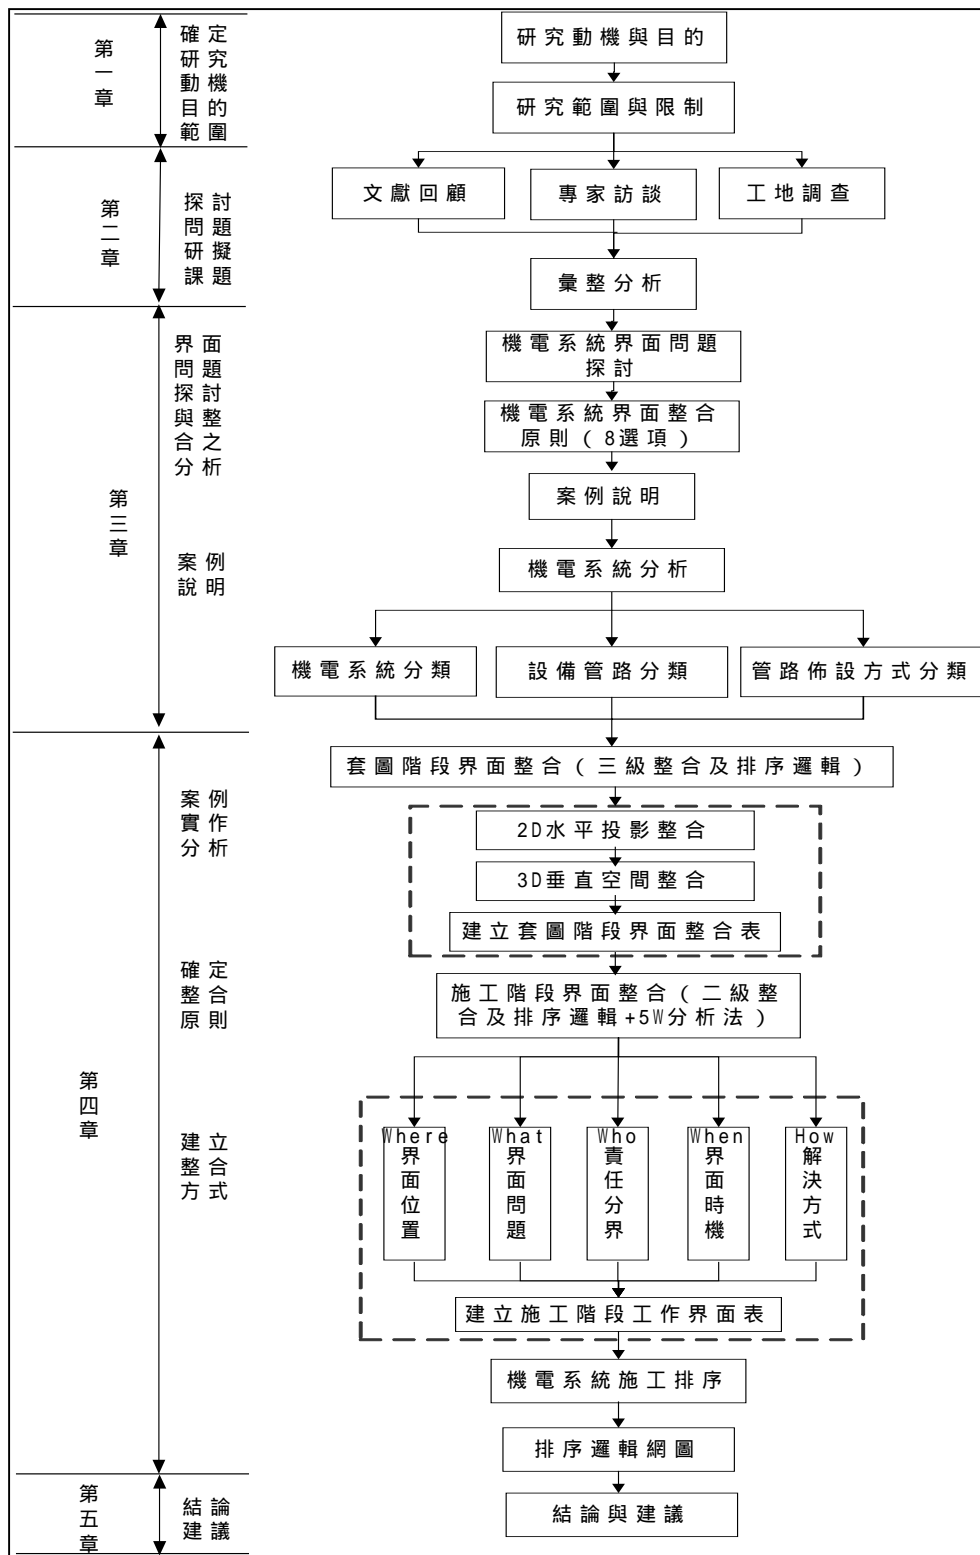 第一章
確定
研究
動機
目的
範圍
研究動機與目的
研究範圍與限制
第二章
探討
問題
研擬
課題
文獻回顧
專家訪談
工地調查
彙整分析
第三章
界面
問題
探討
與整
合之
分析
案例
說明
機電系統界面問題
探討
機電系統界面整合
原則(8選項)
案例說明
機電系統分析
機電系統分類
設備管路分類
管路佈設方式分類
第四章
案例
實作
分析
確定
整合
原則
建立
整合
方式
套圖階段界面整合(三級整合及排序邏輯)
2D水平投影整合
3D垂直空間整合
建立套圖階段界面整合表
施工階段界面整合(二級整
合及排序邏輯+5W分析法)
Where
界面位置
What
界面問題
Who
責任分界
When
界面時機
How
解決方式
建立施工階段工作界面表
機電系統施工排序
排序邏輯網圖
第五章
結論
建議
結論與建議